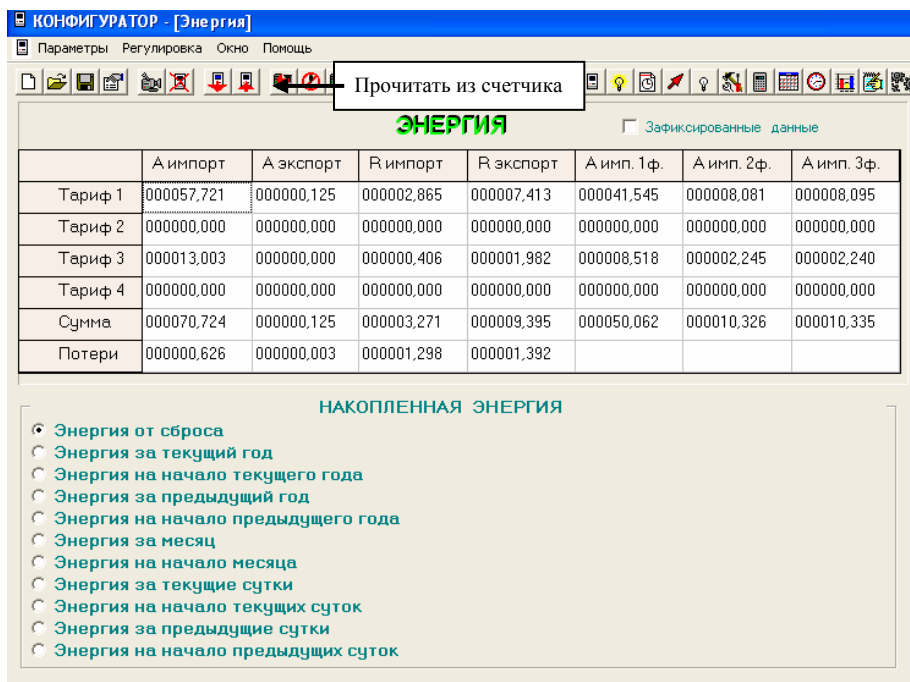 КОНФИГУРАТОР - [Энергия]
Параметры Регулировка Окно Помощь
Прочитать из счетчика
ЭНЕРГИЯ
Зафиксированные данные
А импорт А экспорт R импорт R экспорт А имп. 1ф. А имп. 2ф. А имп. 3ф.
Тариф 1 000057,721 000000,125 000002,865 000007,413 000041,545 000008,081 000008,095
Тариф 2 000000,000 000000,000 000000,000 000000,000 000000,000 000000,000 000000,000
Тариф 3 000013,003 000000,000 000000,406 000001,982 000008,518 000002,245 000002,240
Тариф 4 000000,000 000000,000 000000,000 000000,000 000000,000 000000,000 000000,000
Сумма 000070,724 000000,125 000003,271 000009,395 000050,062 000010,326 000010,335
Потери 000000,626 000000,003 000001,298 000001,392
НАКОПЛЕННАЯ ЭНЕРГИЯ
Энергия от сброса
Энергия за текущий год
Энергия на начало текущего года
Энергия за предыдущий год
Энергия на начало предыдущего года
Энергия за месяц
Энергия на начало месяца
Энергия за текущие сутки
Энергия на начало текущих суток
Энергия за предыдущие сутки
Энергия на начало предыдущих суток